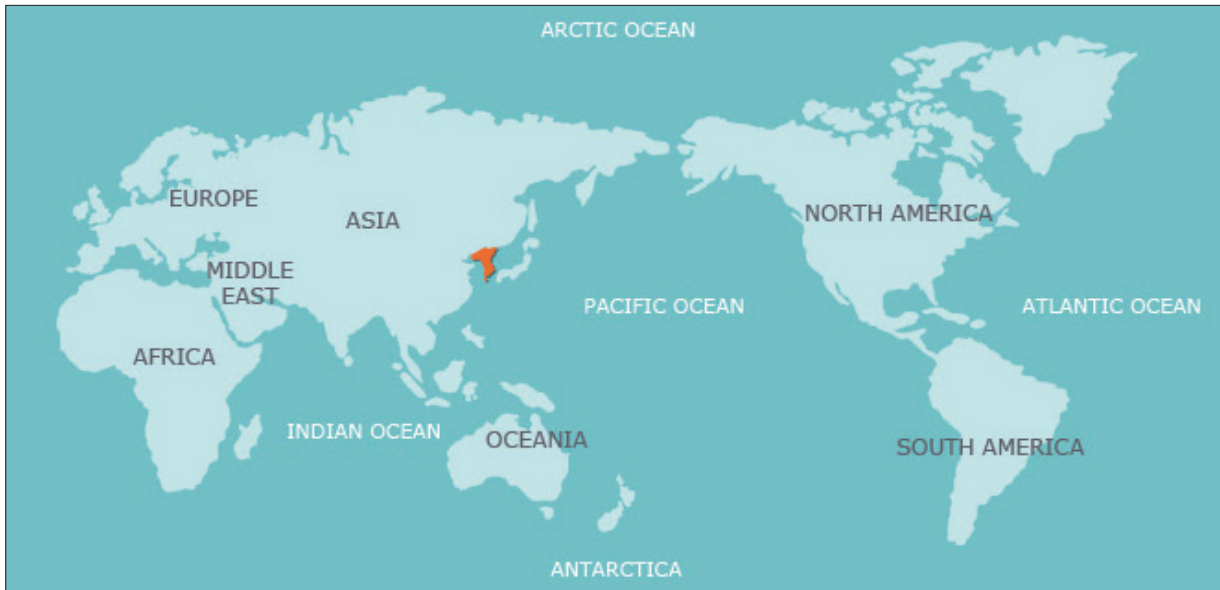 ARCTIC OCEAN
EUROPE
ASIA
NORTH AMERICA
MIDDLE
EAST
PACIFIC OCEAN
ATLANTIC OCEAN
AFRICA
INDIAN OCEAN
OCEANIA
SOUTH AMERICA
ANTARCTICA